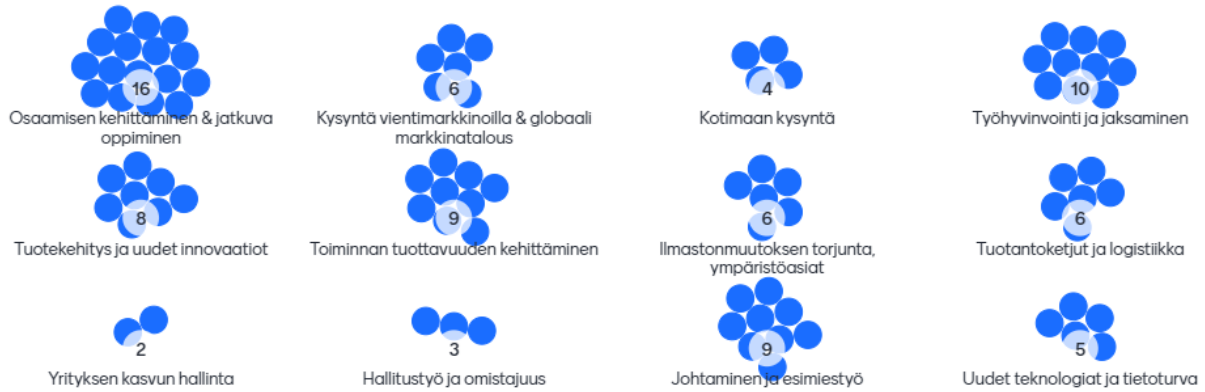 16
Osaamisen kehittäminen & jatkuva
oppiminen
6
Kysyntä vientimarkkinoilla & globaali
markkinatalous
4
Kotimaan kysyntä
10
Työhyvinvointi ja jaksaminen
8
Tuotekehitys ja uudet innovaatiot
9
Toiminnan tuottavuuden kehittäminen
6
Ilmastonmuutoksen torjunta,
ympäristöasiat
6
Tuotantoketjut ja logistiikka
2
Yrityksen kasvun hallinta
3
Hallitustyö ja omistajuus
9
Johtaminen ja esimiestyö
5
Uudet teknologiat ja tietoturva